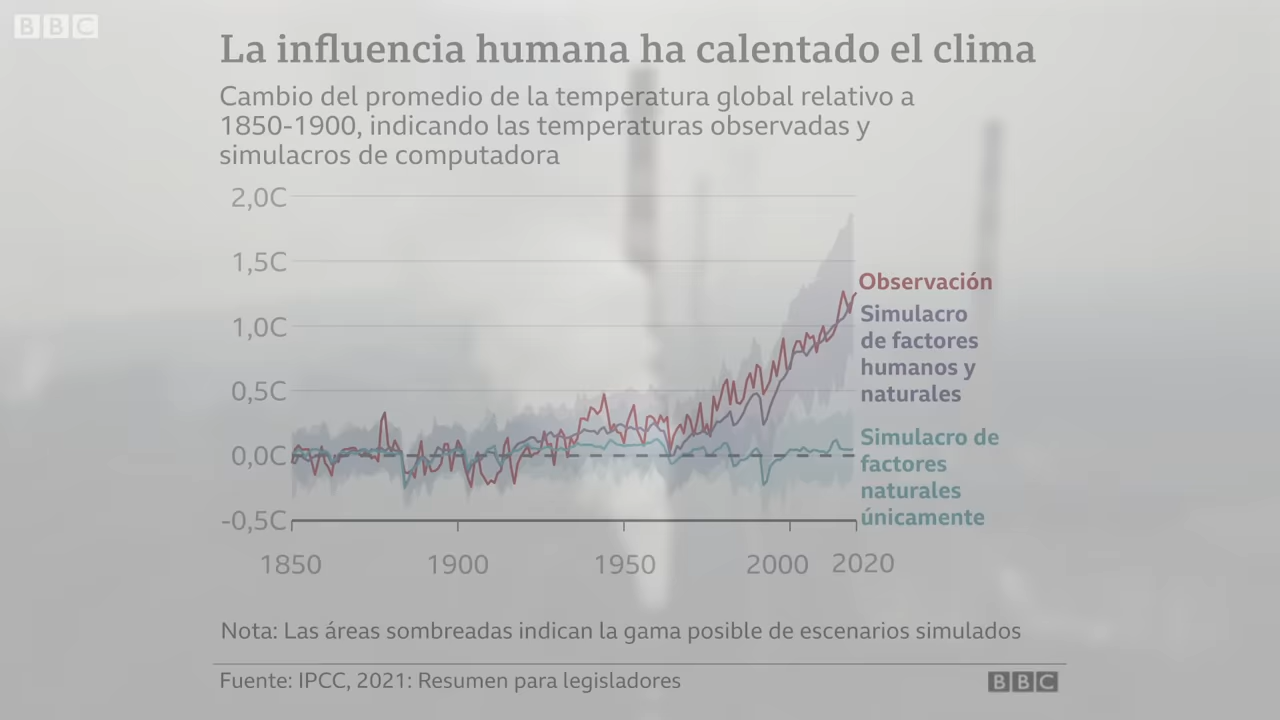 BBC
La influencia humana ha calentado el clima
Cambio del promedio de la temperatura global relativo a
1850-1900, indicando las temperaturas observadas y
simulacros de computadora
2,0C
1,5C
1,0C
0,5C
0,0C
-0,5C
Observación
Simulacro
de factores
humanos y
naturales
Simulacro de
factores
naturales
únicamente
1850 1900 1950 2000 2020
Nota: Las áreas sombreadas indican la gama posible de escenarios simulados
Fuente: IPCC, 2021: Resumen para legisladores
BBC